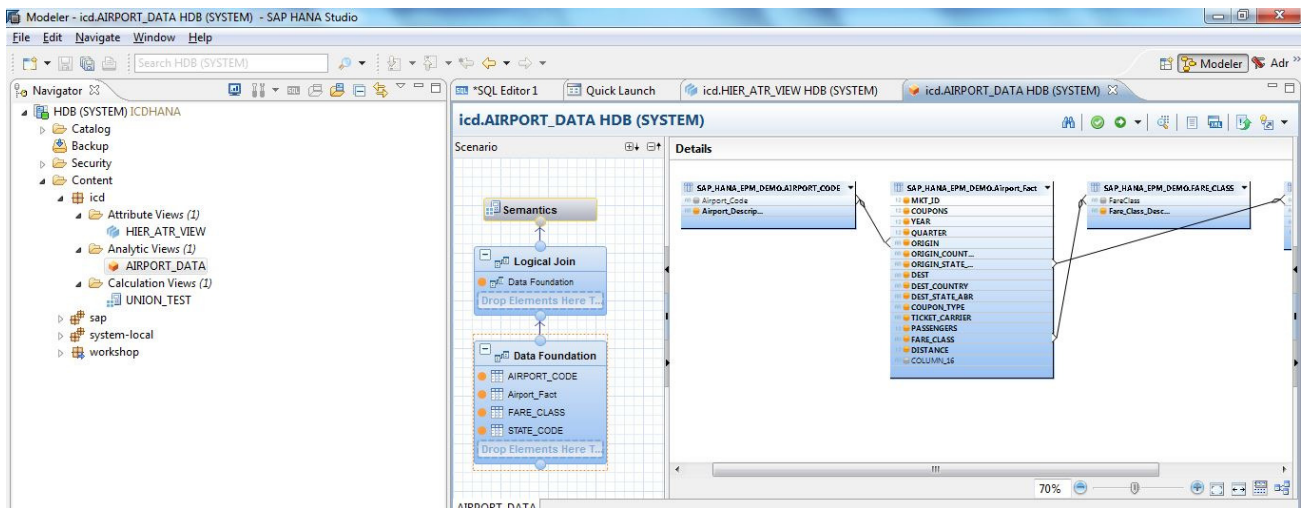 Modeler - icd.AIRPORT_DATA HDB (SYSTEM) - SAP HANA Studio
File Edit Navigate Window Help
Search HDB (SYSTEM)
Modeler Adr
Navigator
HDB (SYSTEM) ICDHANA
Catalog
Backup
Security
Content
icd
Attribute Views (1)
HIER_ATR_VIEW
Analytic Views (1)
AIRPORT_DATA
Calculation Views (1)
UNION_TEST
sap
system-local
workshop
*SQL Editor 1 Quick Launch icd.HIER_ATR_VIEW HDB (SYSTEM) icd.AIRPORT_DATA HDB (SYSTEM)
icd.AIRPORT_DATA HDB (SYSTEM)
Scenario
Semantics
Logical Join
Data Foundation
Drop Elements Here T...
Data Foundation
AIRPORT_CODE
Airport_Fact
FARE_CLASS
STATE_CODE
Drop Elements Here T...
Details
SAP_HANA_EPM_DEMO.AIRPORT_CODE
Airport_Code
Airport_Descrip...
SAP_HANA_EPM_DEMO.Airport_Fact
MKT_ID
COUPONS
YEAR
QUARTER
ORIGIN
ORIGIN_COUNT...
ORIGIN_STATE_...
DEST
DEST_COUNTRY
DEST_STATE_ABR
COUPON_TYPE
TICKET_CARRIER
PASSENGERS
FARE_CLASS
DISTANCE
COLUMN_16
SAP_HANA_EPM_DEMO.FARE_CLASS
FareClass
Fare_Class_Desc...
70%
AIRPORT_DATA